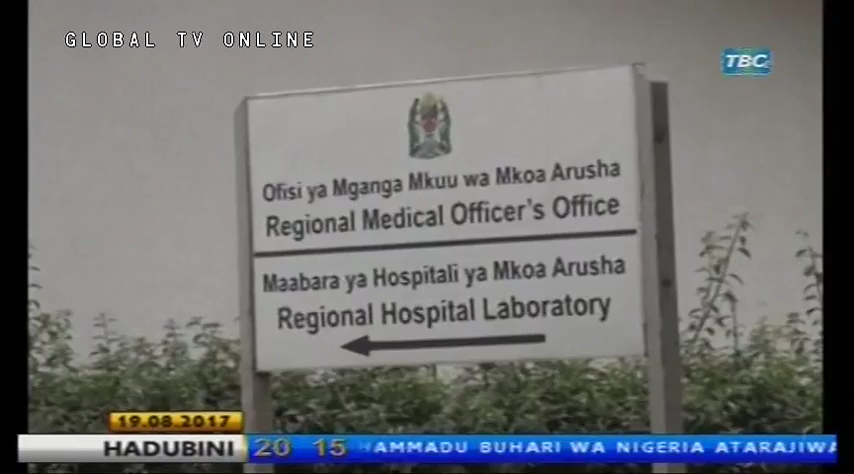 GLOBAL TV ONLINE
TBC
Ofisi ya Mganga Mkuu wa Mkoa Arusha
Regional Medical Officer's Office
Maabara ya Hospitali ya Mkoa Arusha
Regional Hospital Laboratory
19.08.2017
HADUBINI 20 15 HAMMADU BUHARI WA NIGERIA ATARAJIWA